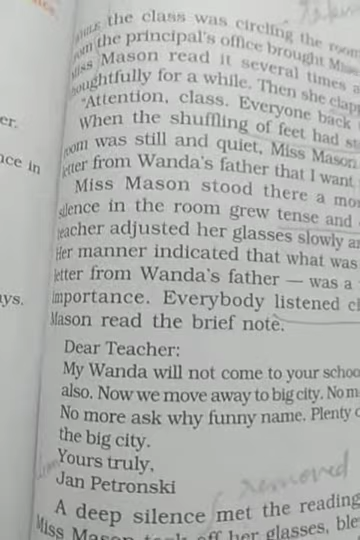 the class was circling the room
the principal's office brought Miss
Mason read it several times a
thoughtfully for a while. Then she clap
"Attention, class. Everyone back
When the shuffling of feet had st
room was still and quiet, Miss Mason
letter from Wanda's father that I want
Miss Mason stood there a mo
silence in the room grew tense and
teacher adjusted her glasses slowly a
Her manner indicated that what was
letter from Wanda's father — was a
importance. Everybody listened cl
Mason read the brief note.
Dear Teacher:
My Wanda will not come to your schoo
also. Now we move away to big city. No m
No more ask why funny name. Plenty o
the big city.
Yours truly,
Jan Petronski
removed
A deep silence met the reading
Miss Mason took off her glasses, ble
er.
nce in
ays.